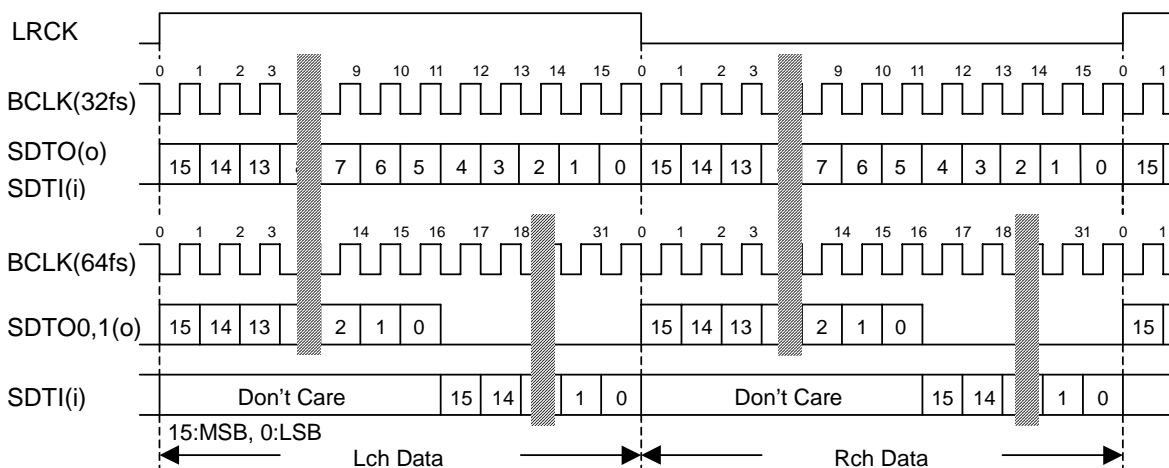 LRCK
0 1 2 3 9 10 11 12 13 14 15 0 1 2 3 9 10 11 12 13 14 15 0 1
BCLK(32fs)
SDTO(o)
15 14 13 7 6 5 4 3 2 1 0 15 14 13 7 6 5 4 3 2 1 0 15
SDTI(i)
0 1 2 3 14 15 16 17 18 31 0 1 2 3 14 15 16 17 18 31 0 1
BCLK(64fs)
SDTO0,1(o)
15 14 13 2 1 0 15 14 13 2 1 0 15
SDTI(i)
Don't Care 15 14 1 0 Don't Care 15 14 1 0
15:MSB, 0:LSB
Lch Data Rch Data